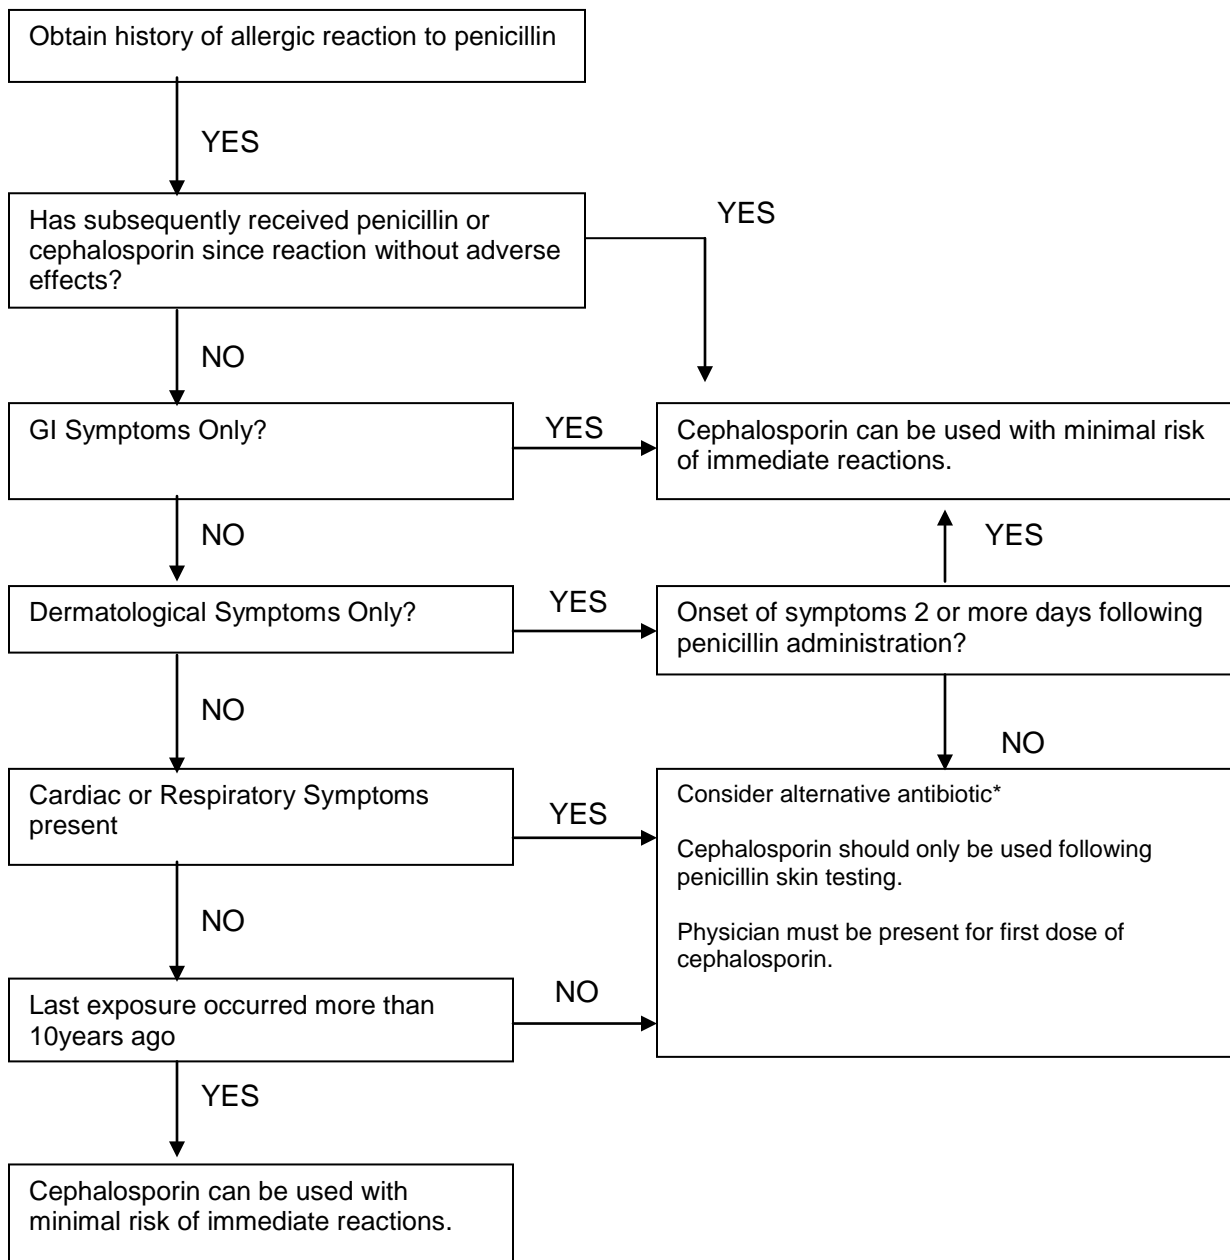 Obtain history of allergic reaction to penicillin
YES
Has subsequently received penicillin or
cephalosporin since reaction without adverse
effects?
YES
NO
GI Symptoms Only?
YES
Cephalosporin can be used with minimal risk
of immediate reactions.
NO
YES
Dermatological Symptoms Only?
YES
Onset of symptoms 2 or more days following
penicillin administration?
NO
NO
Cardiac or Respiratory Symptoms
present
YES
Consider alternative antibiotic*
Cephalosporin should only be used following
penicillin skin testing.
Physician must be present for first dose of
cephalosporin.
NO
Last exposure occurred more than
10years ago
NO
YES
Cephalosporin can be used with
minimal risk of immediate reactions.